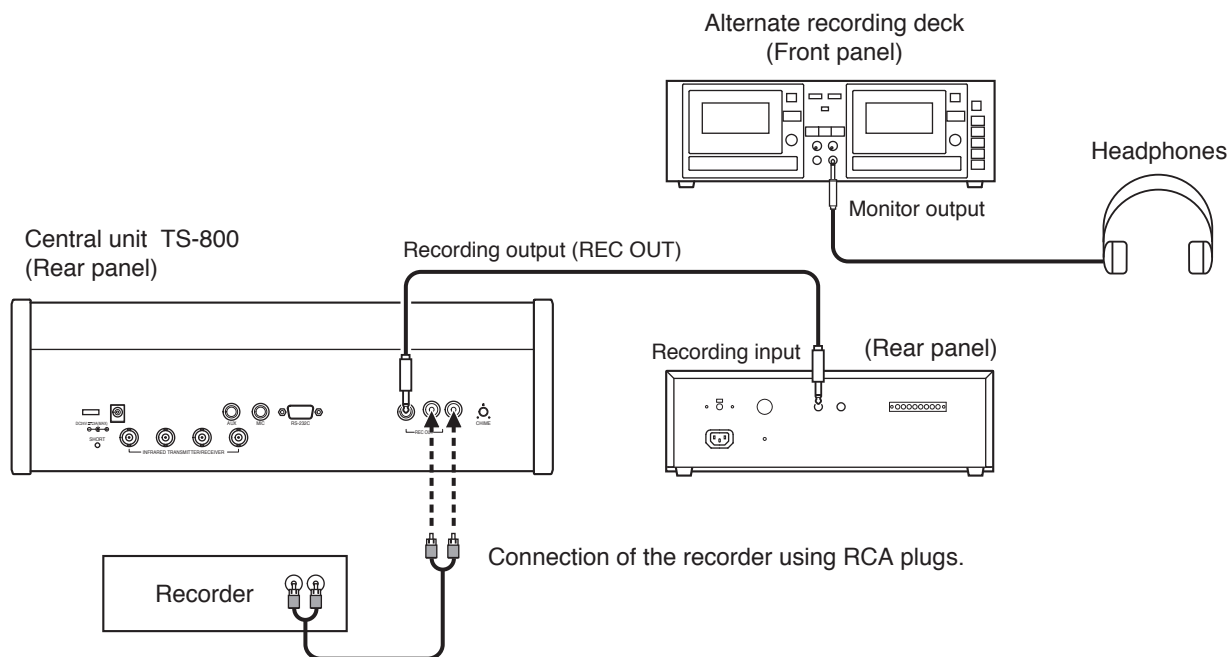 Alternate recording deck
(Front panel)
Headphones
Monitor output
Central unit TS-800
(Rear panel)
Recording output (REC OUT)
Recording input
(Rear panel)
AUX
MIC
RS-232C
REC OUT
CHIME
SHORT
INFRARED TRANSMITTER/RECEIVER
Connection of the recorder using RCA plugs.
Recorder